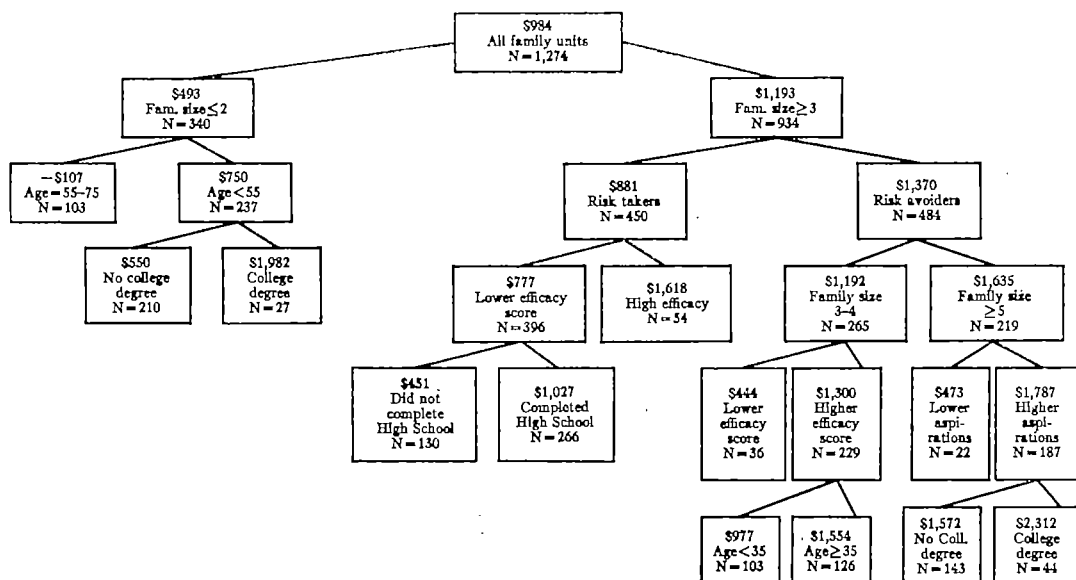 $984
All family units
N=1,274
$493
Fam. size≤2
N=340
$1,193
Fam. size≥3
N=934
—$107
Age=55–75
N=103
$750
Age<55
N=237
$881
Risk takers
N=450
$1,370
Risk avoiders
N=484
$550
No college
degree
N=210
$1,982
College
degree
N=27
$777
Lower efficacy
score
N=396
$1,618
High efficacy
N=54
$1,192
Family size
3–4
N=265
$1,635
Family size
≥5
N=219
$451
Did not
complete
High School
N=130
$1,027
Completed
High School
N=266
$444
Lower
efficacy
score
N=36
$1,300
Higher
efficacy
score
N=229
$473
Lower
aspi-
rations
N=22
$1,787
Higher
aspi-
rations
N=187
$977
Age<35
N=103
$1,554
Age≥35
N=126
$1,572
No Coll.
degree
N=143
$2,312
College
degree
N=44